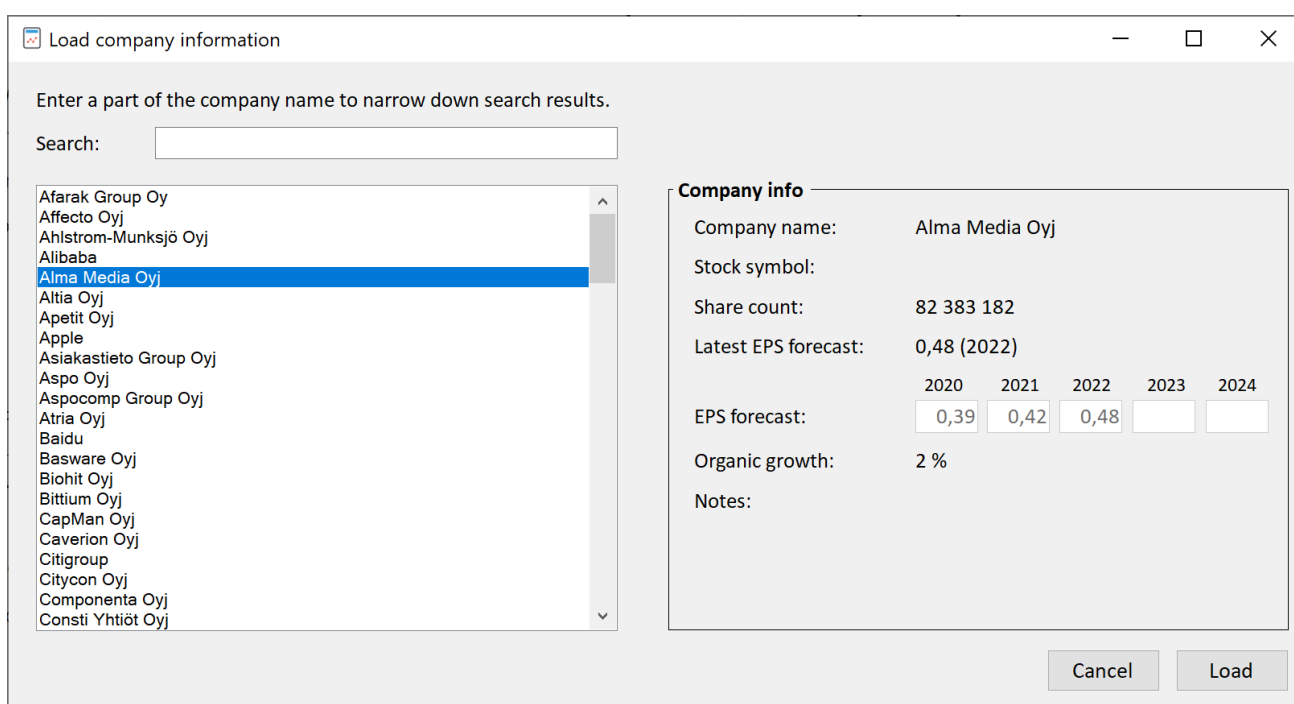 Load company information
Enter a part of the company name to narrow down search results.
Search:
Afarak Group Oy
Affecto Oyj
Ahlstrom-Munksjö Oyj
Alibaba
Alma Media Oyj
Altia Oyj
Apetit Oyj
Apple
Asiakastieto Group Oyj
Aspo Oyj
Aspocomp Group Oyj
Atria Oyj
Baidu
Basware Oyj
Biohit Oyj
Bittium Oyj
CapMan Oyj
Caverion Oyj
Citigroup
Citycon Oyj
Componenta Oyj
Consti Yhtiöt Oyj
Company info
Company name: Alma Media Oyj
Stock symbol:
Share count: 82 383 182
Latest EPS forecast: 0,48 (2022)
2020 2021 2022 2023 2024
EPS forecast: 0,39 0,42 0,48
Organic growth: 2 %
Notes:
Cancel Load